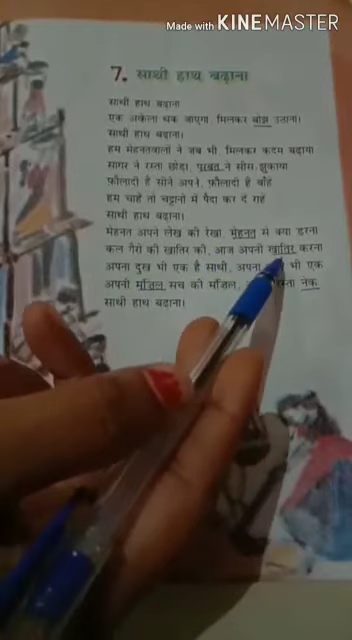 Made with KINEMASTER
7. साथी हाथ बढ़ाना
साथी हाथ बढ़ाना
एक अकेला थक जाएगा, मिलकर बोझ उठाना।
साथी हाथ बढ़ाना।
हम मेहनतवालों ने जब भी, मिलकर कदम बढ़ाया
सागर ने रस्ता छोड़ा, परबत ने सीस झुकाया
फ़ौलादी हैं सीने अपने, फ़ौलादी हैं बाँहें
हम चाहें तो चट्टानों में पैदा कर दें राहें
साथी हाथ बढ़ाना।
मेहनत अपने लेख की रेखा, मेहनत से क्या डरना
कल गैरों की खातिर की, आज अपनी खातिर करना
अपना दुख भी एक है साथी, अपना भी एक
अपनी मंज़िल सच की मंज़िल, रस्ता नेक
साथी हाथ बढ़ाना।